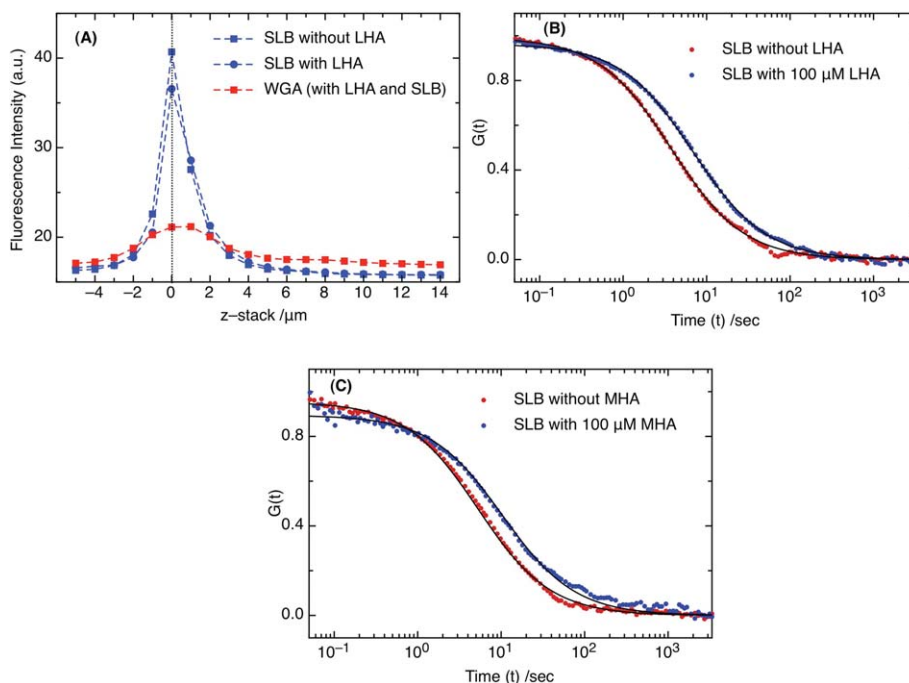 (A)
SLB without LHA
SLB with LHA
WGA (with LHA and SLB)
Fluorescence Intensity (a.u.)
40
30
20
−4 −2 0 2 4 6 8 10 12 14
z−stack /μm
(B)
SLB without LHA
SLB with 100 μM LHA
G(t)
0.8
0.4
0.0
10−1 100 101 102 103
Time (t) /sec
(C)
SLB without MHA
SLB with 100 μM MHA
G(t)
0.8
0.4
0.0
10−1 100 101 102 103
Time (t) /sec